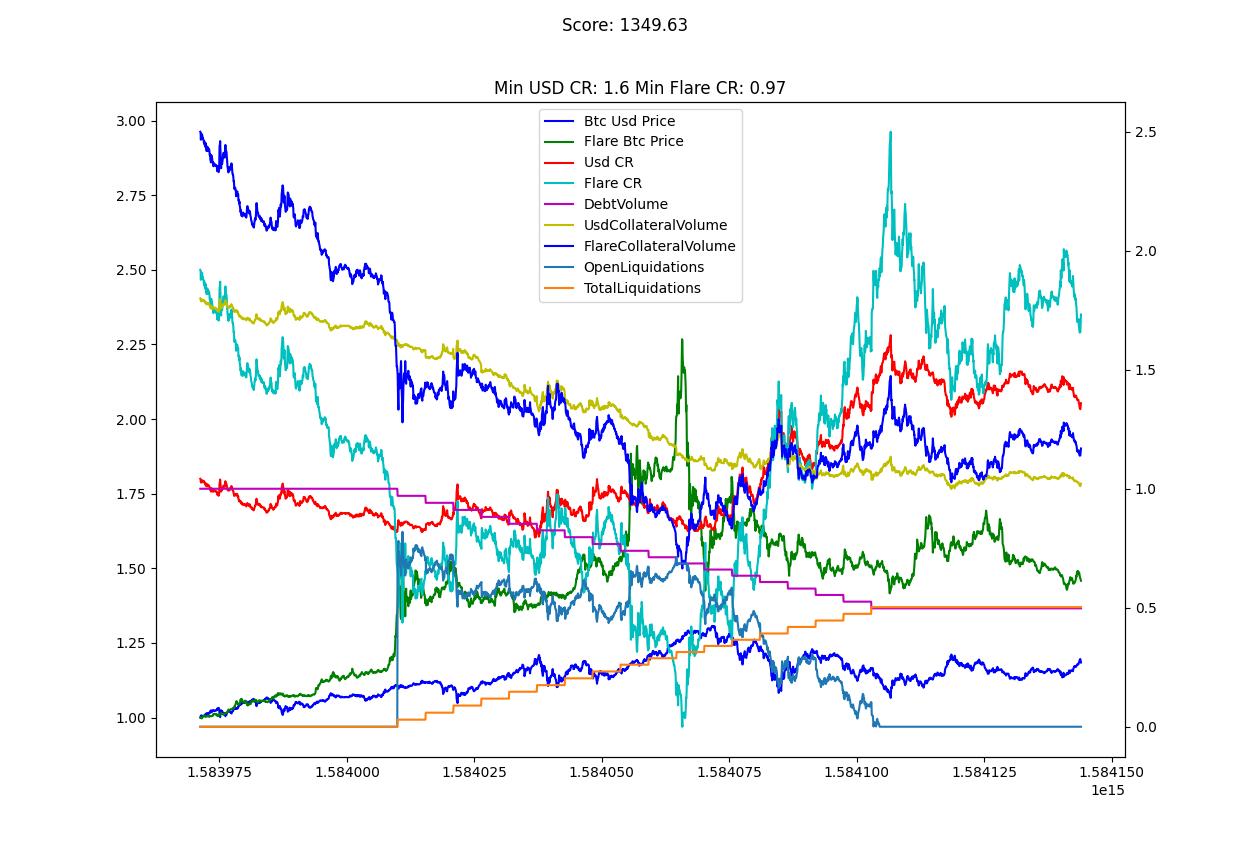 Score: 1349.63
Min USD CR: 1.6 Min Flare CR: 0.97
Btc Usd Price
Flare Btc Price
Usd CR
Flare CR
DebtVolume
UsdCollateralVolume
FlareCollateralVolume
OpenLiquidations
TotalLiquidations
3.00
2.75
2.50
2.25
2.00
1.75
1.50
1.25
1.00
2.5
2.0
1.5
1.0
0.5
0.0
1.583975 1.584000 1.584025 1.584050 1.584075 1.584100 1.584125 1.584150
1e15